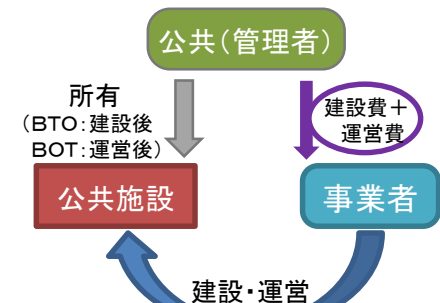 公共(管理者)
所有
(BTO:建設後
BOT:運営後)
建設費+
運営費
公共施設
事業者
建設・運営